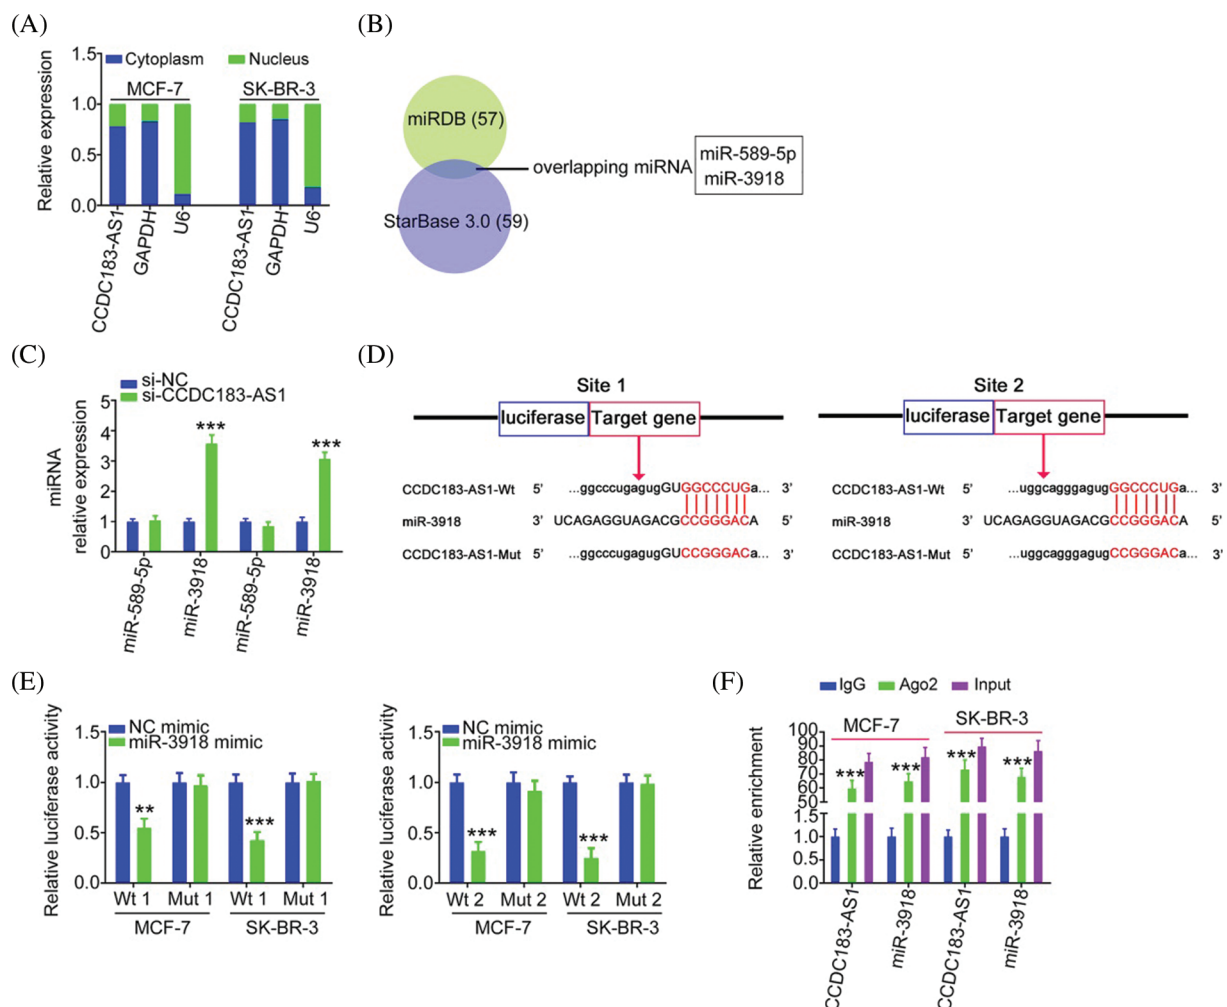 (A)
1.5
Cytoplasm Nucleus
MCF-7 SK-BR-3
1.0
0.5
0.0
Relative expression
CCDC183-AS1 GAPDH U6 CCDC183-AS1 GAPDH U6
(B)
miRDB (57)
overlapping miRNA
miR-589-5p
miR-3918
StarBase 3.0 (59)
(C)
si-NC
si-CCDC183-AS1
5
4
3
2
1
0
miRNA
relative expression
*** ***
miR-589-5p miR-3918 miR-589-5p miR-3918
(D)
Site 1
luciferase Target gene
CCDC183-AS1-Wt 5' ...ggcccugagugGUGGCCCUGa... 3'
miR-3918 3' UCAGAGGUAGACGCCGGGACA 5'
CCDC183-AS1-Mut 5' ...ggcccugagugGUCCGGGACa... 3'
Site 2
luciferase Target gene
CCDC183-AS1-Wt 5' ...uggcagggagugGGCCCUGa... 3'
miR-3918 3' UCAGAGGUAGACGCCGGGACA 5'
CCDC183-AS1-Mut 5' ...uggcagggagugCCGGGACa... 3'
(E)
NC mimic
miR-3918 mimic
1.5
1.0
0.5
0.0
Relative luciferase activity
** ***
Wt 1 Mut 1 Wt 1 Mut 1
MCF-7 SK-BR-3
NC mimic
miR-3918 mimic
1.5
1.0
0.5
0.0
Relative luciferase activity
*** ***
Wt 2 Mut 2 Wt 2 Mut 2
MCF-7 SK-BR-3
(F)
IgG Ago2 Input
MCF-7 SK-BR-3
100
90
80
70
60
50
1.5
1.0
0.5
0.0
Relative enrichment
*** *** *** ***
CCDC183-AS1 miR-3918 CCDC183-AS1 miR-3918